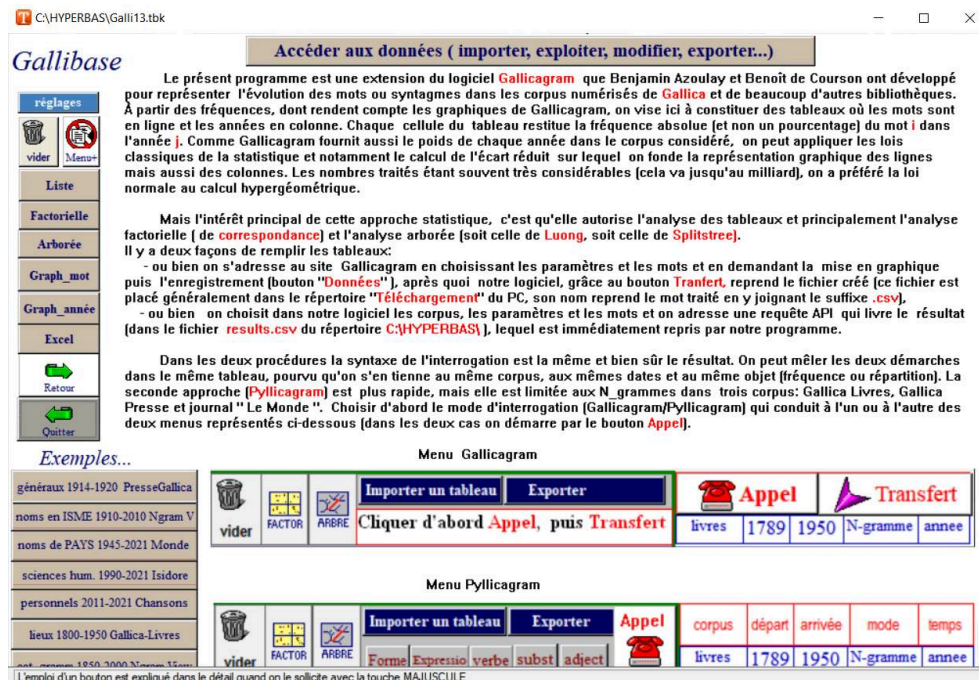 C:\HYPERBAS\Galli13.tbk
Gallibase
Accéder aux données ( importer, exploiter, modifier, exporter...)
Le présent programme est une extension du logiciel Gallicagram que Benjamin Azoulay et Benoît de Courson ont développé
pour représenter l'évolution des mots ou syntagmes dans les corpus numérisés de Gallica et de beaucoup d'autres bibliothèques.
À partir des fréquences, dont rendent compte les graphiques de Gallicagram, on vise ici à constituer des tableaux où les mots sont
en ligne et les années en colonne. Chaque cellule du tableau restitue la fréquence absolue (et non un pourcentage) du mot i dans
l'année j. Comme Gallicagram fournit aussi le poids de chaque année dans le corpus considéré, on peut appliquer les lois
classiques de la statistique et notamment le calcul de l'écart réduit sur lequel on fonde la représentation graphique des lignes
mais aussi des colonnes. Les nombres traités étant souvent très considérables (cela va jusqu'au milliard), on a préféré la loi
normale au calcul hypergéométrique.
Mais l'intérêt principal de cette approche statistique, c'est qu'elle autorise l'analyse des tableaux et principalement l'analyse
factorielle ( de correspondance) et l'analyse arborée (soit celle de Luong, soit celle de Splitstree).
Il y a deux façons de remplir les tableaux:
- ou bien on s'adresse au site Gallicagram en choisissant les paramètres et les mots et en demandant la mise en graphique
puis l'enregistrement (bouton "Données" ), après quoi notre logiciel, grâce au bouton Tranfert, reprend le fichier créé (ce fichier est
placé généralement dans le répertoire "Téléchargement" du PC, son nom reprend le mot traité en y joignant le suffixe .csv),
- ou bien on choisit dans notre logiciel les corpus, les paramètres et les mots et on adresse une requête API qui livre le résultat
(dans le fichier results.csv du répertoire C:\HYPERBAS\ ), lequel est immédiatement repris par notre programme.
Dans les deux procédures la syntaxe de l'interrogation est la même et bien sûr le résultat. On peut mêler les deux démarches
dans le même tableau, pourvu qu'on s'en tienne au même corpus, aux mêmes dates et au même objet (fréquence ou répartition). La
seconde approche (Pyllicagram) est plus rapide, mais elle est limitée aux N_grammes dans trois corpus: Gallica Livres, Gallica
Presse et journal " Le Monde ". Choisir d'abord le mode d'interrogation (Gallicagram/Pyllicagram) qui conduit à l'un ou à l'autre des
deux menus représentés ci-dessous (dans les deux cas on démarre par le bouton Appel).
réglages
vider Menu+
Liste
Factorielle
Arborée
Graph_mot
Graph_année
Excel
Retour
Quitter
Exemples...
généraux 1914-1920 PresseGallica
noms en ISME 1910-2010 Ngram V
noms de PAYS 1945-2021 Monde
sciences hum. 1990-2021 Isidore
personnels 2011-2021 Chansons
lieux 1800-1950 Gallica-Livres
Menu Gallicagram
vider FACTOR ARBRE
Importer un tableau Exporter
Cliquer d'abord Appel, puis Transfert
Appel Transfert
livres 1789 1950 N-gramme annee
Menu Pyllicagram
vider FACTOR ARBRE
Importer un tableau Exporter Appel
Forme Expressio verbe subst adject
corpus départ arrivée mode temps
livres 1789 1950 N-gramme annee
L'emploi d'un bouton est expliqué dans le détail quand on le sollicite avec la touche MAJUSCULE